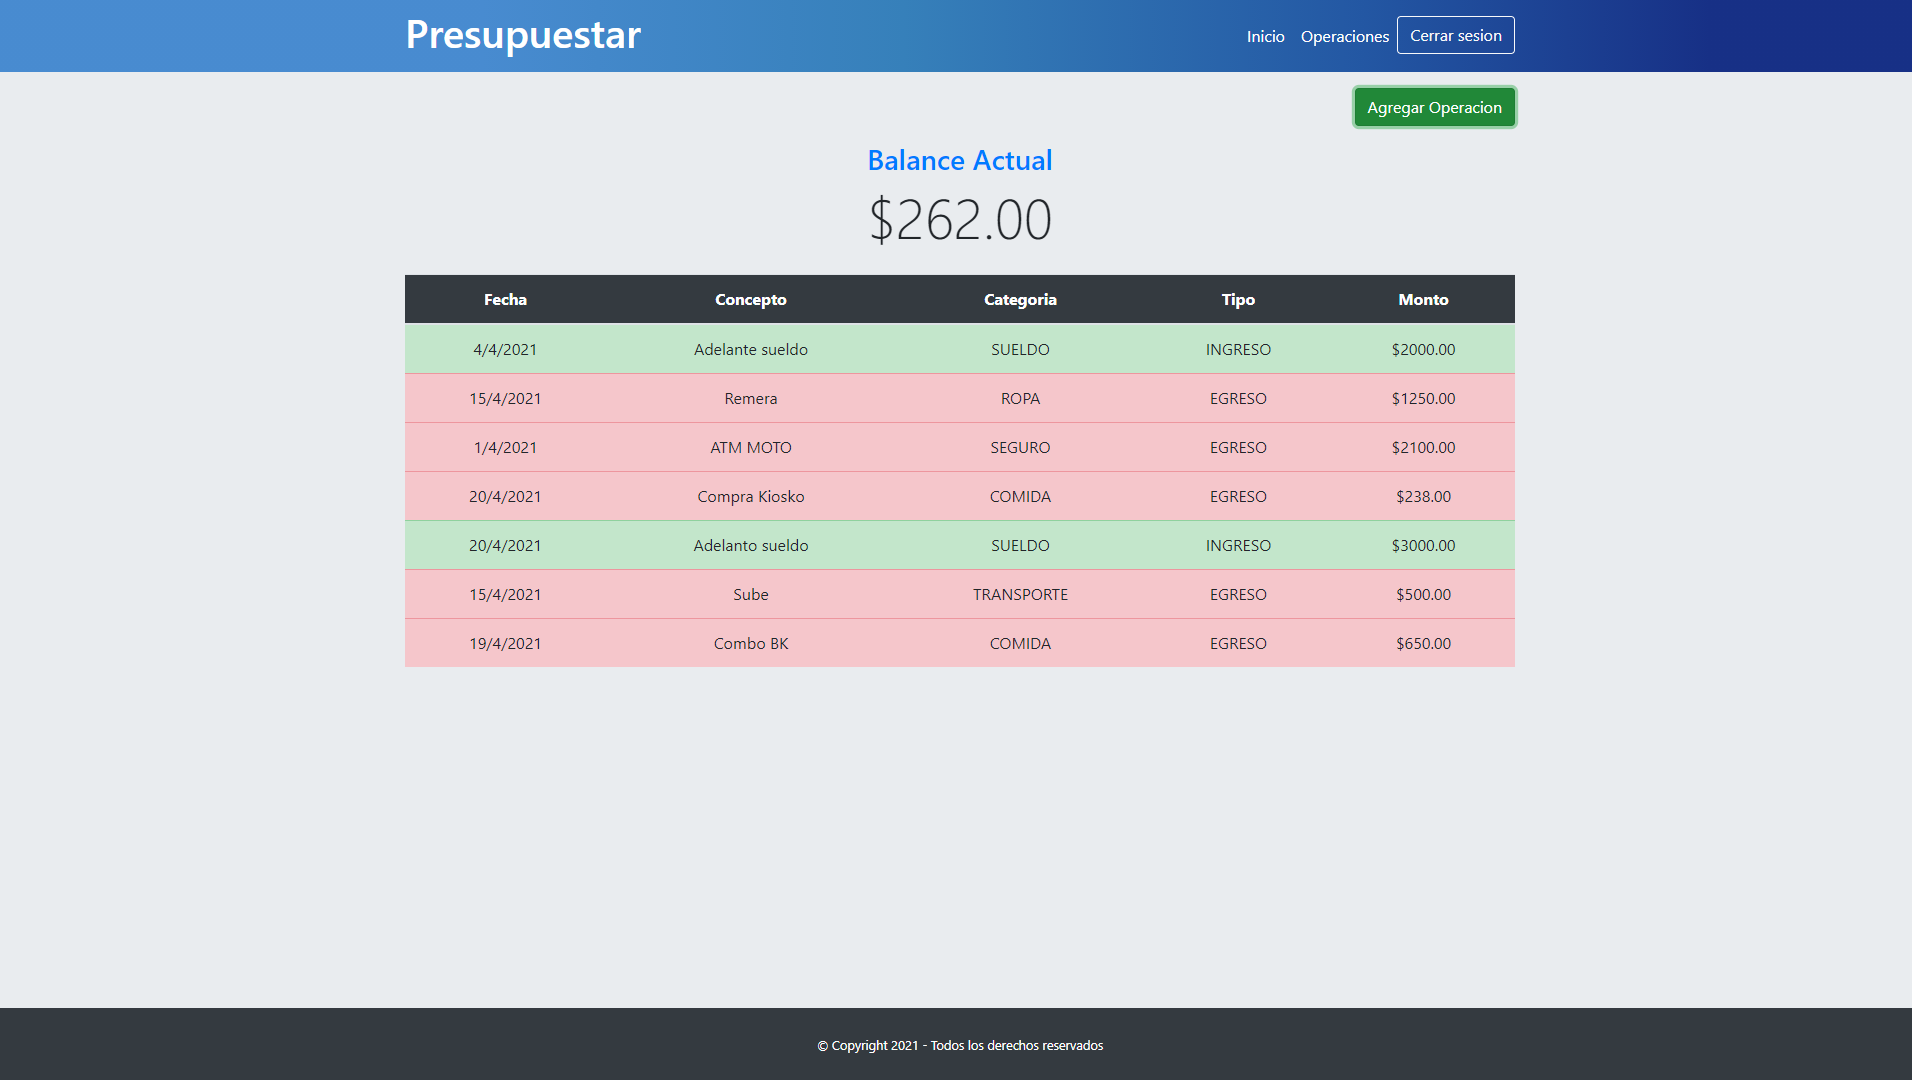 Presupuestar
Inicio Operaciones Cerrar sesion
Agregar Operacion
Balance Actual
$262.00
Fecha Concepto Categoria Tipo Monto
4/4/2021 Adelante sueldo SUELDO INGRESO $2000.00
15/4/2021 Remera ROPA EGRESO $1250.00
1/4/2021 ATM MOTO SEGURO EGRESO $2100.00
20/4/2021 Compra Kiosko COMIDA EGRESO $238.00
20/4/2021 Adelanto sueldo SUELDO INGRESO $3000.00
15/4/2021 Sube TRANSPORTE EGRESO $500.00
19/4/2021 Combo BK COMIDA EGRESO $650.00
© Copyright 2021 - Todos los derechos reservados